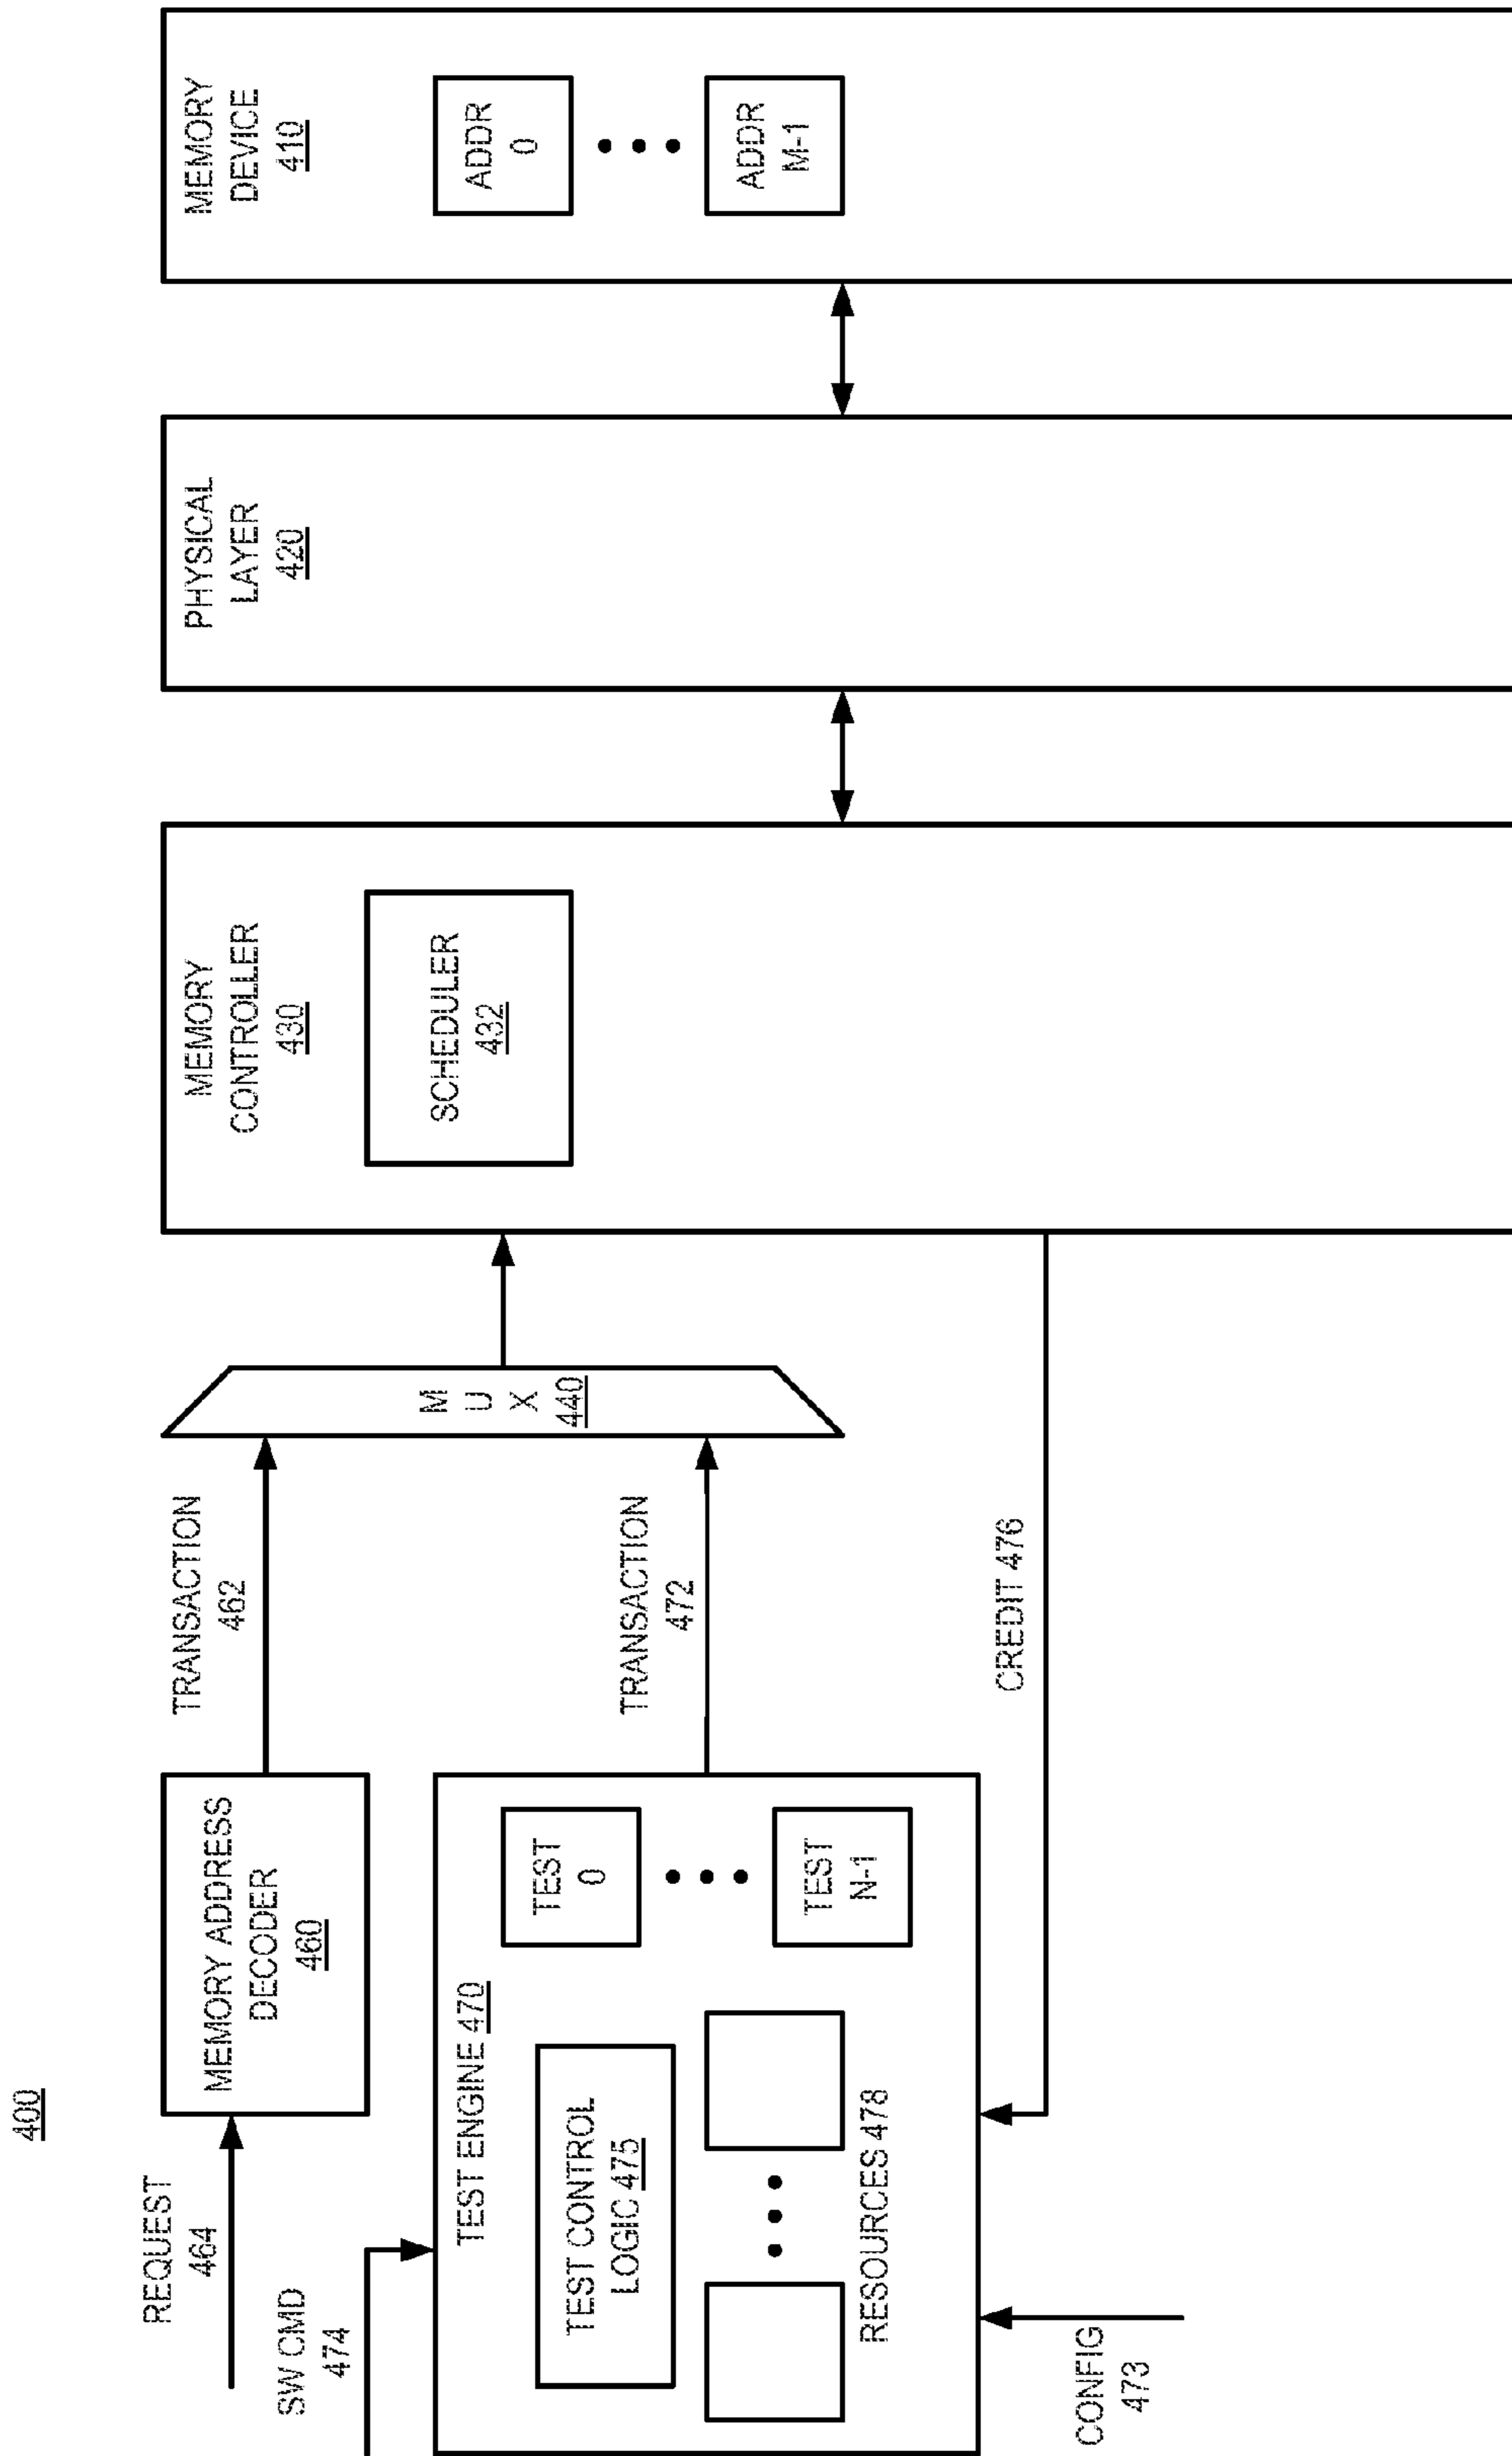 400
REQUEST
464
MEMORY ADDRESS
DECODER
460
TRANSACTION
462
SW CMD
474
TEST ENGINE 470
TEST CONTROL
LOGIC 475
RESOURCES 478
TEST
0
TEST
N-1
CONFIG
473
TRANSACTION
472
CREDIT 476
M
U
X
440
MEMORY
CONTROLLER
430
SCHEDULER
432
PHYSICAL
LAYER
420
MEMORY
DEVICE
410
ADDR
0
ADDR
M-1